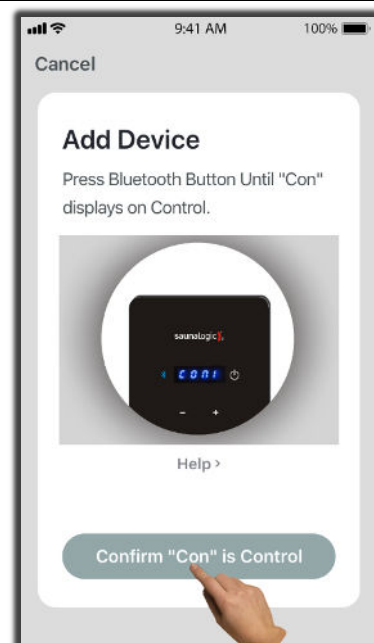 9:41 AM 100%
Cancel
Add Device
Press Bluetooth Button Until "Con"
displays on Control.
saunalogic
CON1
− +
Help >
Confirm "Con" is Control